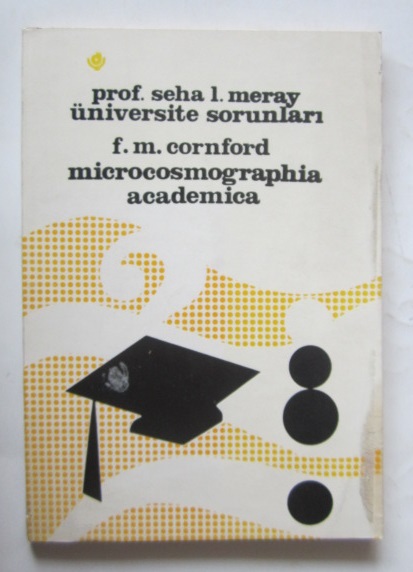 prof. seha l. meray
üniversite sorunları
f. m. cornford
microcosmographia
academica